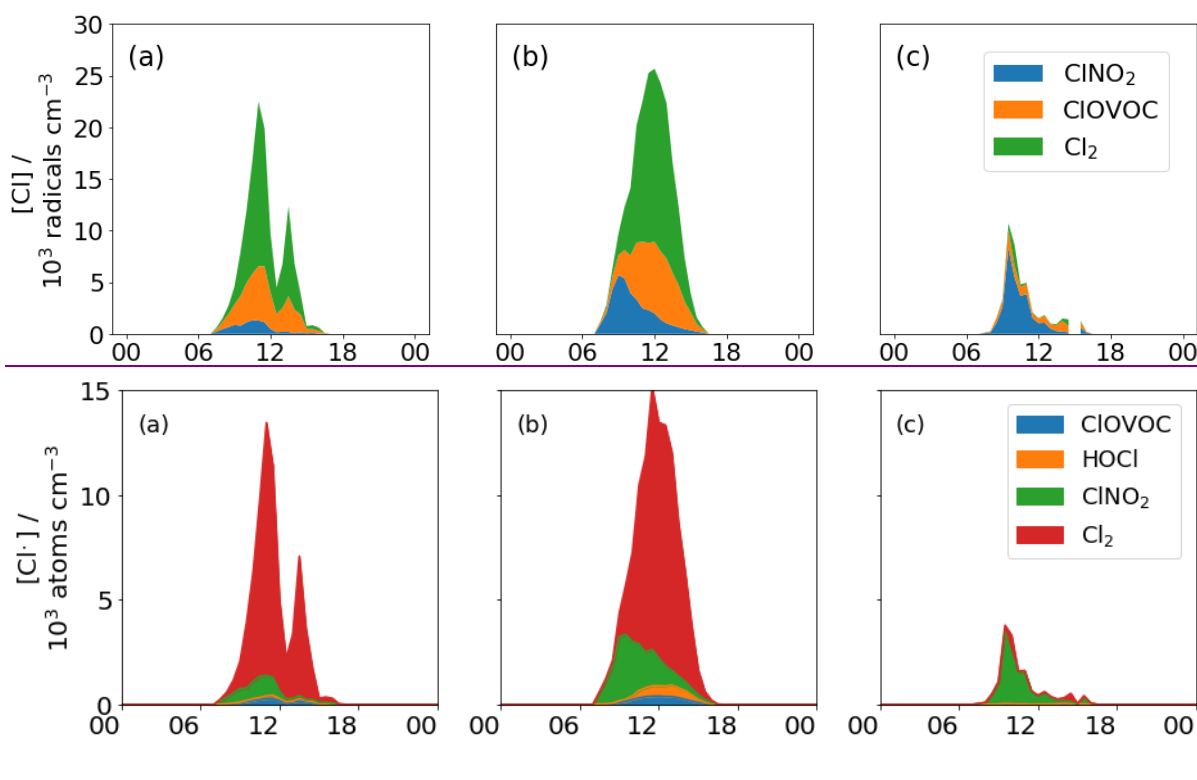 (a)
(b)
(c)
30
25
20
15
10
5
0
[Cl] /
10³ radicals cm⁻³
ClNO₂
ClOVOC
Cl₂
00 06 12 18 00
00 06 12 18 00
00 06 12 18 00
(a)
(b)
(c)
15
10
5
0
[Cl·] /
10³ atoms cm⁻³
ClOVOC
HOCl
ClNO₂
Cl₂
00 06 12 18 00
00 06 12 18 00
00 06 12 18 00